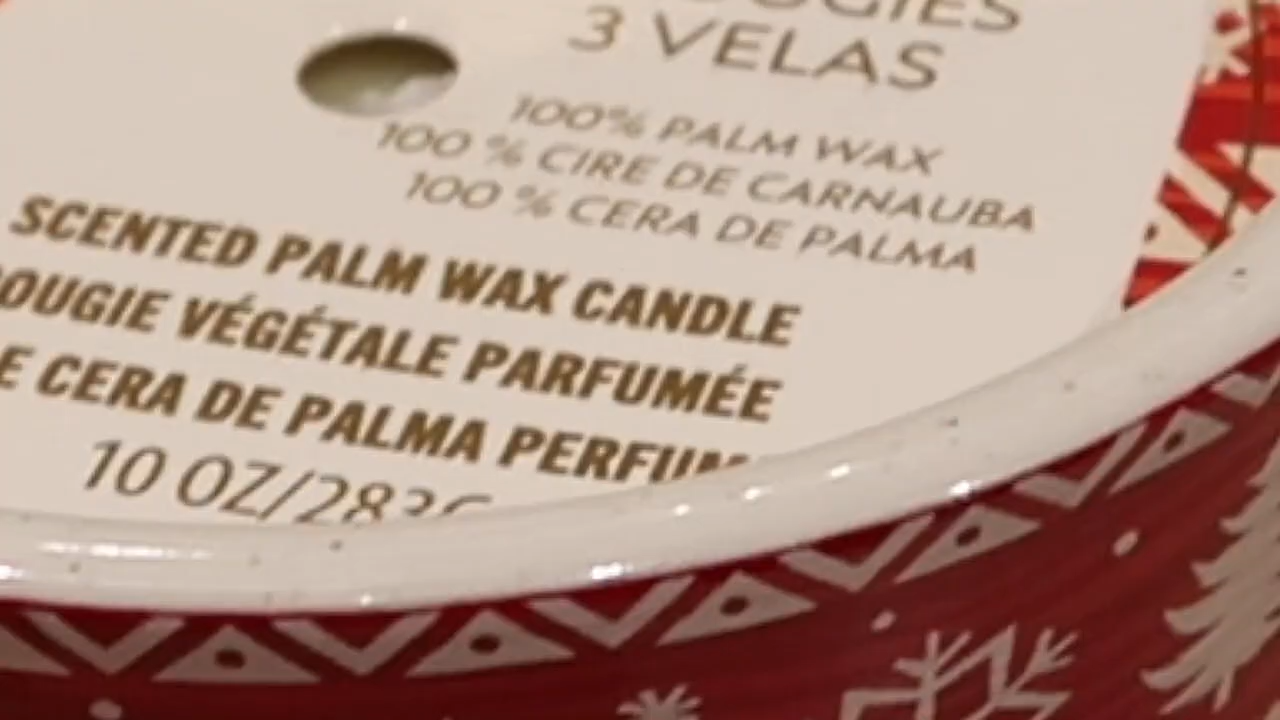 3 VELAS
100% PALM WAX
100 % CIRE DE CARNAUBA
100 % CERA DE PALMA
SCENTED PALM WAX CANDLE
VÉGÉTALE PARFUMÉE
CERA DE PALMA
10 OZ/283G